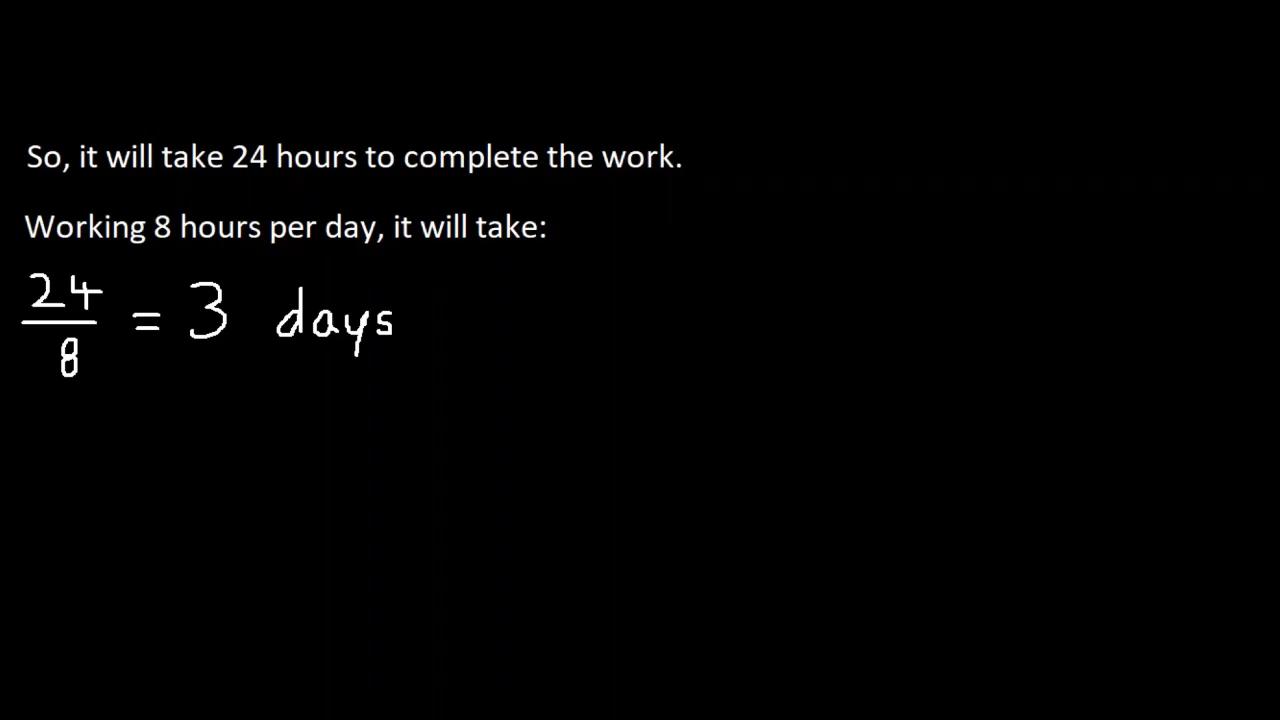 So, it will take 24 hours to complete the work.
Working 8 hours per day, it will take:
24/8 = 3 days